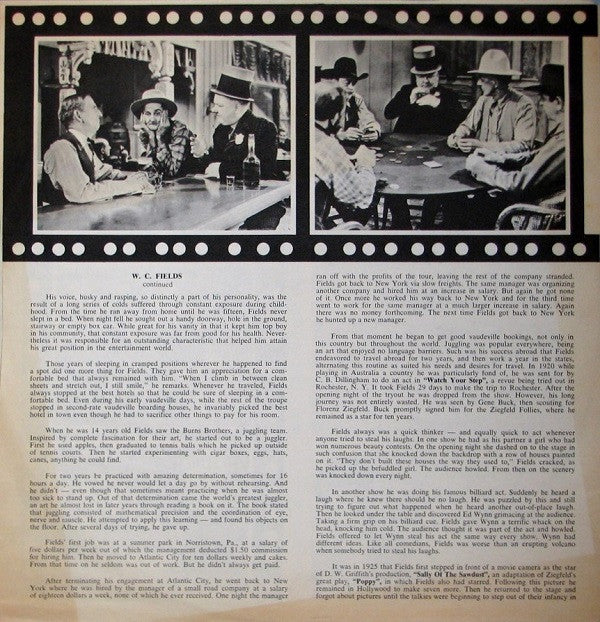 W. C. FIELDS
continued
His voice, husky and rasping, so distinctly a part of his personality, was the
result of a long series of colds suffered through constant exposure during child-
hood. From the time he ran away from home until he was fifteen, Fields never
slept in a bed. When night fell he sought out a handy doorway, hole in the ground,
stairway or empty box car. While great for his vanity in that it kept him top boy
in his community, that constant exposure was far from good for his health. Never-
theless it was responsible for an outstanding characteristic that helped him attain
his great position in the entertainment world.
Those years of sleeping in cramped positions wherever he happened to find
a spot did one more thing for Fields. They gave him an appreciation for a com-
fortable bed that always remained with him. "When I climb in between clean
sheets and stretch out, I still smile," he remarks. Whenever he traveled, Fields
always stopped at the best hotels so that he could be sure of sleeping in a com-
fortable bed. Even during his early vaudeville days, while the rest of the troupe
stopped in second-rate vaudeville boarding houses, he invariably picked the best
hotel in town even though he had to sacrifice other things to pay for his room.
When he was 14 years old Fields saw the Burns Brothers, a juggling team.
Inspired by complete fascination for their art, he started out to be a juggler.
First he used apples, then graduated to tennis balls which he picked up outside
of tennis courts. Then he started experimenting with cigar boxes, eggs, hats,
canes, anything he could find.
For two years he practiced with amazing determination, sometimes for 16
hours a day. He vowed he never would let a day go by without rehearsing. And
he didn't — even though that sometimes meant practicing when he was almost
too sick to stand up. Out of that determination came the world's greatest juggler,
an art he almost lost in later years through reading a book on it. The book stated
that juggling consisted of mathematical precision and the coordination of eye,
nerve and muscle. He attempted to apply this learning — and found his objects on
the floor. After several days of trying, he gave up.
Fields' first job was at a summer park in Norristown, Pa., at a salary of
five dollars per week out of which the management deducted $1.50 commission
for hiring him. Then he moved to Atlantic City for ten dollars weekly and cakes.
From that time on he seldom was out of work. But he didn't always get paid.
After terminating his engagement at Atlantic City, he went back to New
York where he was hired by the manager of a small road company at a salary
of eighteen dollars a week, none of which he ever received. One night the manager
ran off with the profits of the tour, leaving the rest of the company stranded.
Fields got back to New York via slow freights. The same manager was organizing
another company and hired him at an increase in salary. But again he got none
of it. Once more he worked his way back to New York and for the third time
went to work for the same manager at a much larger increase in salary. Again
there was no money forthcoming. The next time Fields got back to New York
he hunted up a new manager.
From that moment he began to get good vaudeville bookings, not only in
this country but throughout the world. Juggling was popular everywhere, being
an art that enjoyed no language barriers. Such was his success abroad that Fields
endeavored to travel abroad for two years, and then work a year in the states,
alternating this routine as suited his needs and desires for travel. In 1920 while
playing in Australia a country he was particularly fond of, he was sent for by
C. B. Dillingham to do an act in "Watch Your Step", a revue being tried out in
Rochester, N. Y. It took Fields 29 days to make the trip to Rochester. After the
opening night of the tryout he was dropped from the show. However, his long
journey was not entirely wasted. He was seen by Gene Buck, then scouting for
Florenz Ziegfeld. Buck promptly signed him for the Ziegfeld Follies, where he
remained as a star for ten years.
Fields always was a quick thinker — and equally quick to act whenever
anyone tried to steal his laughs. In one show he had as his partner a girl who had
won numerous beauty contests. On the opening night she dashed on to the stage in
such confusion that she knocked down the backdrop with a row of houses painted
on it. "They don't build these houses the way they used to," Fields cracked, as
he picked up the befuddled girl. The audience howled. From then on the scenery
was knocked down every night.
In another show he was doing his famous billiard act. Suddenly he heard a
laugh where he knew there should be no laugh. He was puzzled by this and still
trying to figure out what happened when he heard another out-of-place laugh.
Then he looked under the table and discovered Ed Wynn grimacing at the audience.
Taking a firm grip on his billiard cue, Fields gave Wynn a terrific whack on the
head, knocking him cold. The audience thought it was part of the act and howled.
Fields offered to let Wynn steal his act the same way every show. Wynn had
different ideas. Like all comedians, Fields was worse than an erupting volcano
when somebody tried to steal his laughs.
It was in 1925 that Fields first stepped in front of a movie camera as the star
of D. W. Griffith's production, "Sally Of The Sawdust", an adaptation of Ziegfeld's
great play, "Poppy", in which Fields also had starred. Following this picture he
remained in Hollywood to make seven more. Then he returned to the stage and
forgot about pictures until the talkies were beginning to step out of their infancy in